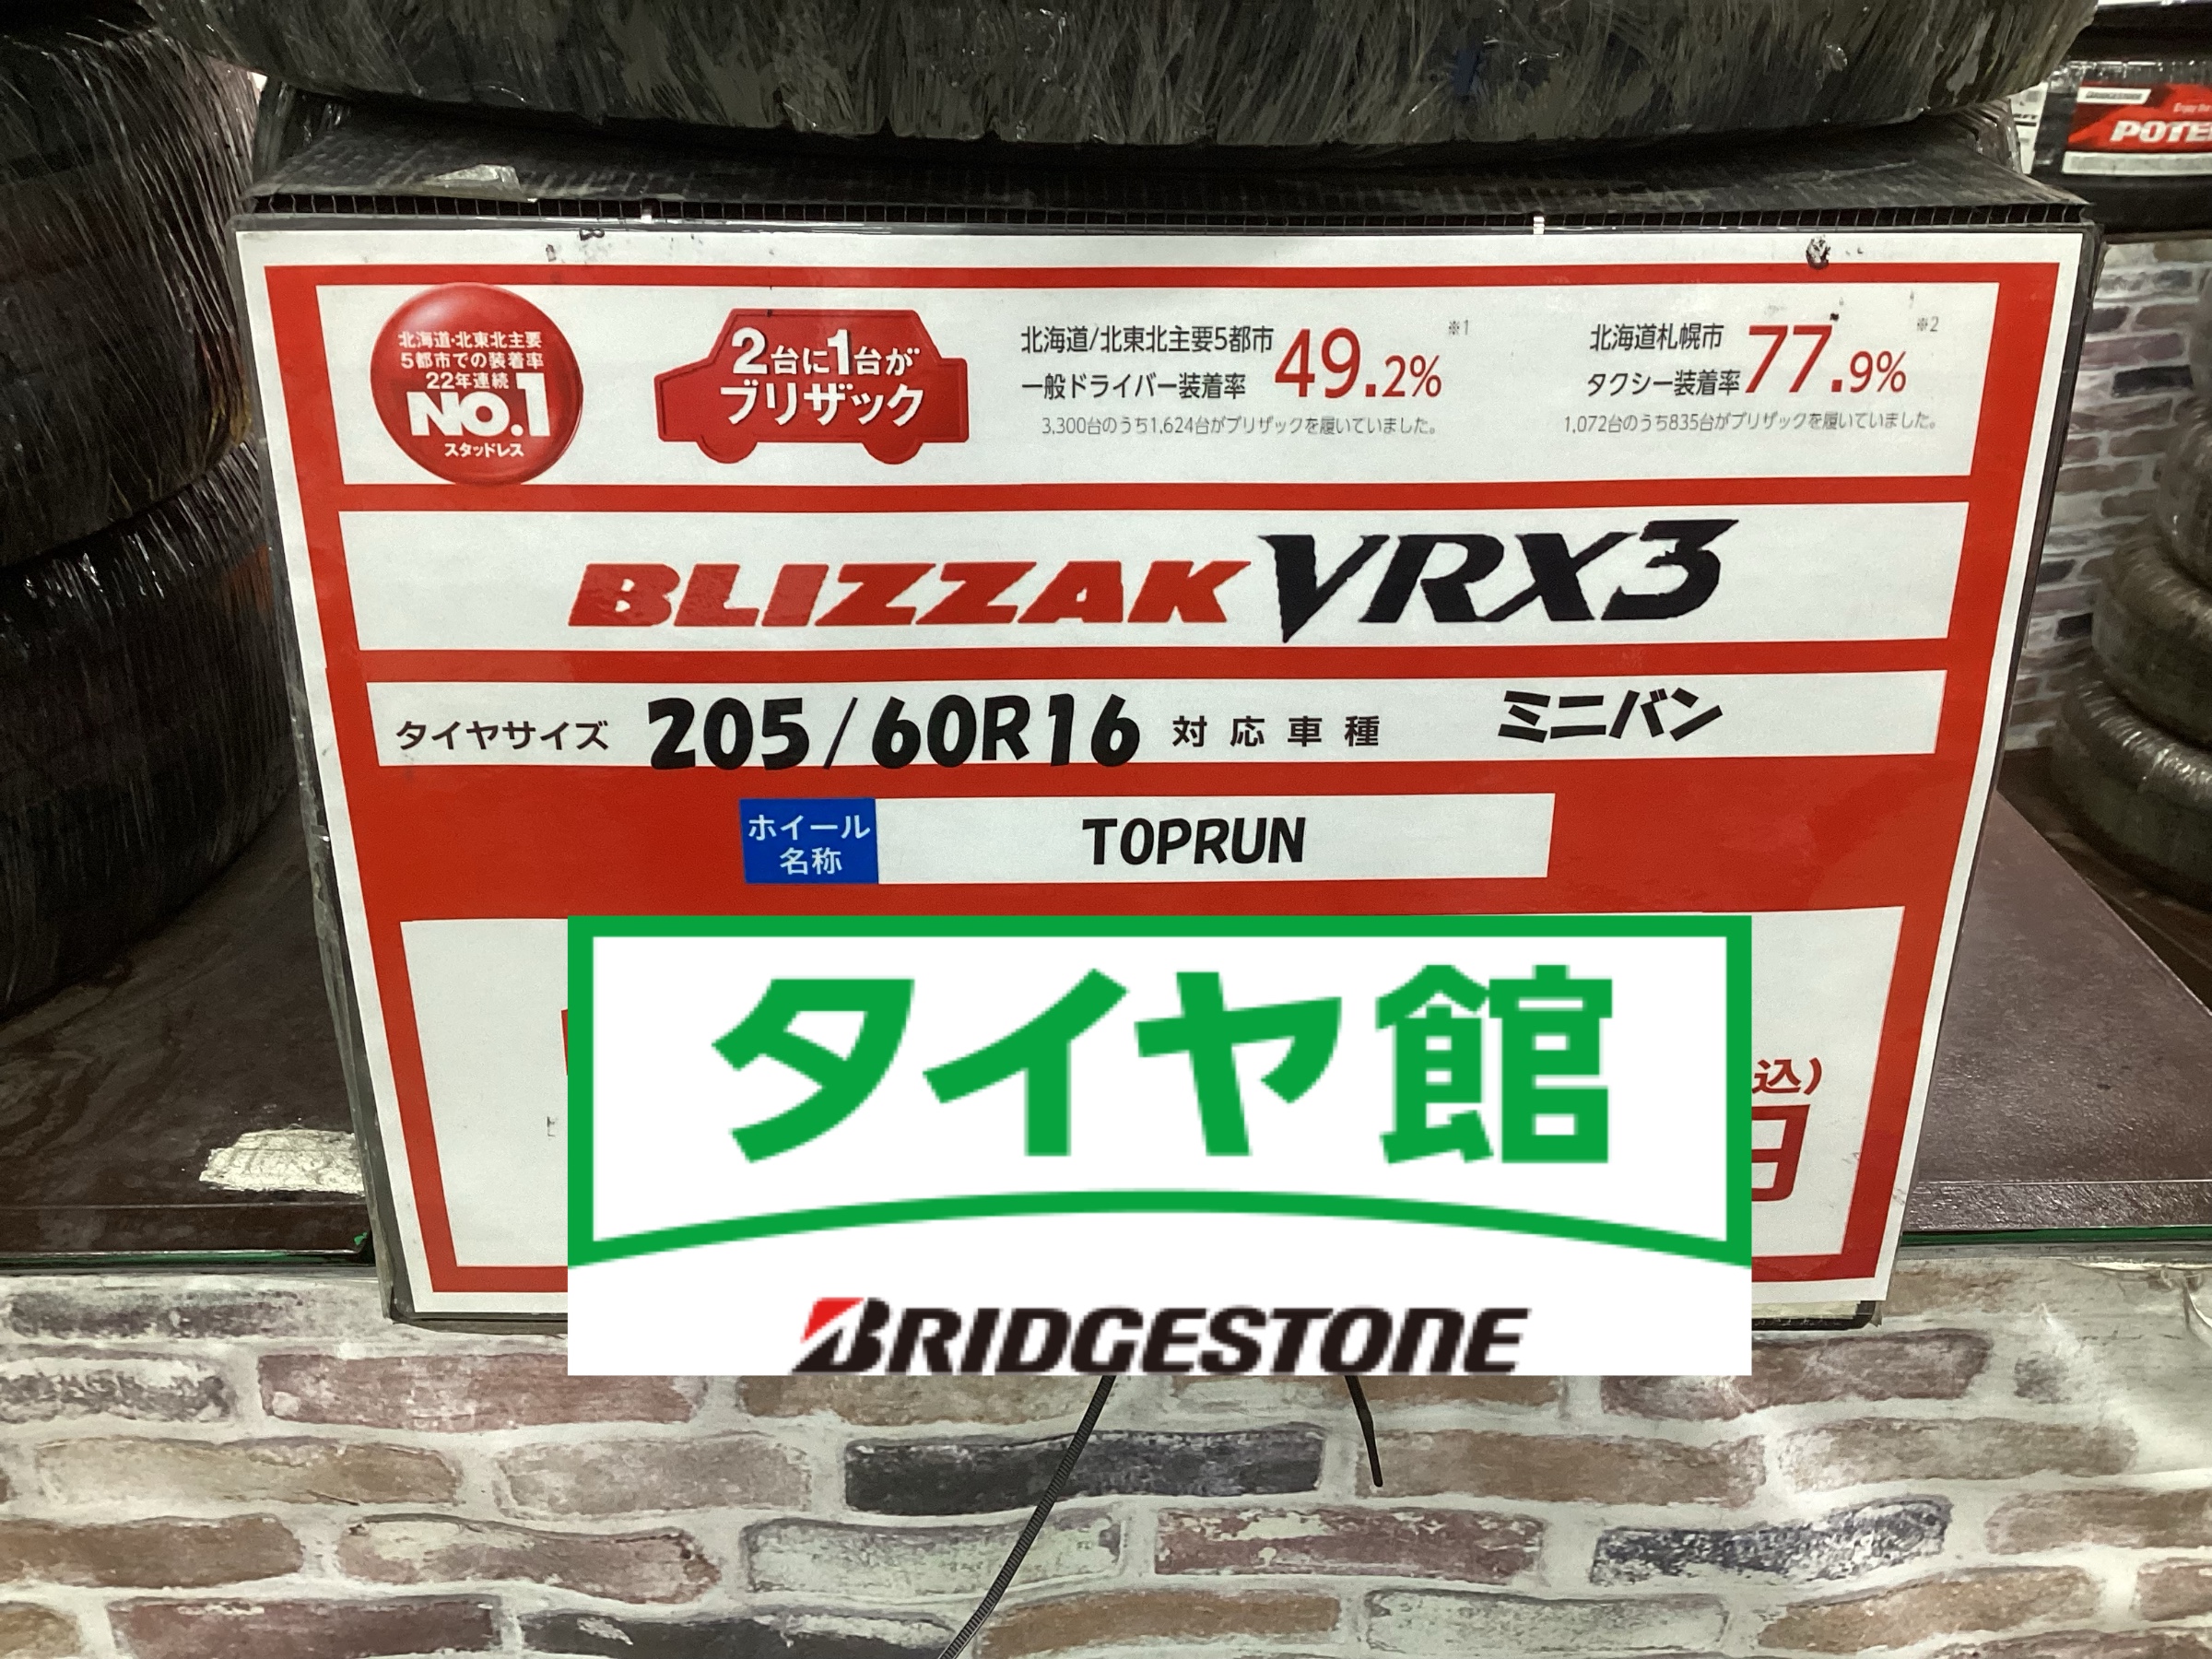 北海道・北東北主要
5都市での装着率
22年連続
NO.1
スタッドレス
2台に1台が
ブリザック
北海道/北東北主要5都市
一般ドライバー装着率 49.2% ※1
3,300台のうち1,624台がブリザックを履いていました。
北海道札幌市
タクシー装着率 77.9% ※2
1,072台のうち835台がブリザックを履いていました。
BLIZZAK VRX3
タイヤサイズ 205/60R16 対応車種 ミニバン
ホイール
名称
TOPRUN
込)
タイヤ館
BRIDGESTONE
BRIDGESTONE
POTE